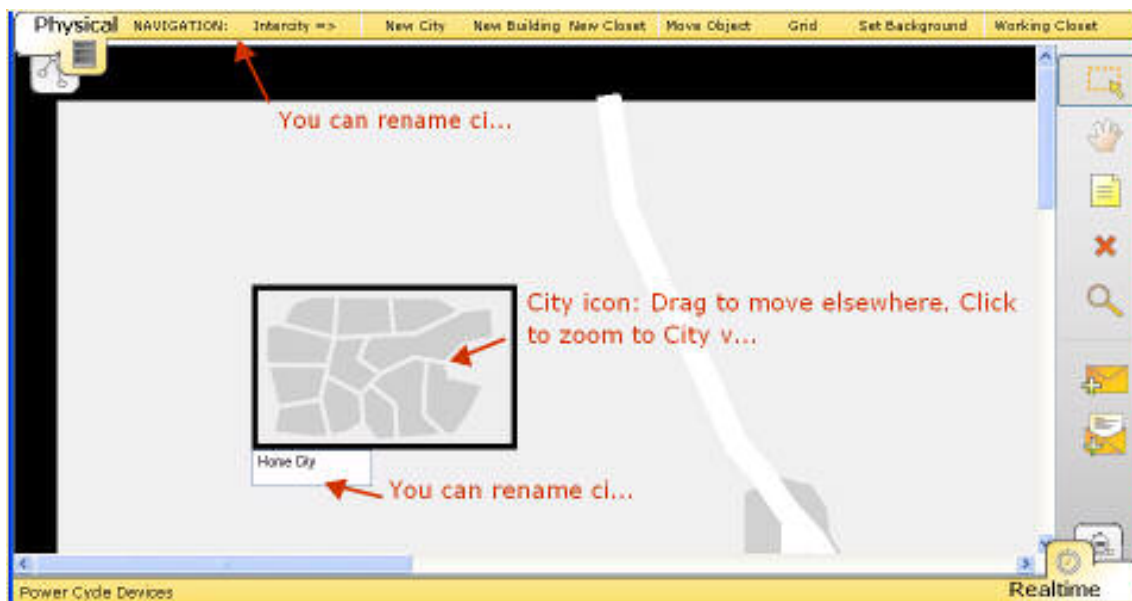 Physical NAVIGATION: Intercity => New City New Building New Closet Move Object Grid Set Background Working Closet
You can rename ci...
City icon: Drag to move elsewhere. Click
to zoom to City v...
Home City
You can rename ci...
Power Cycle Devices
Realtime